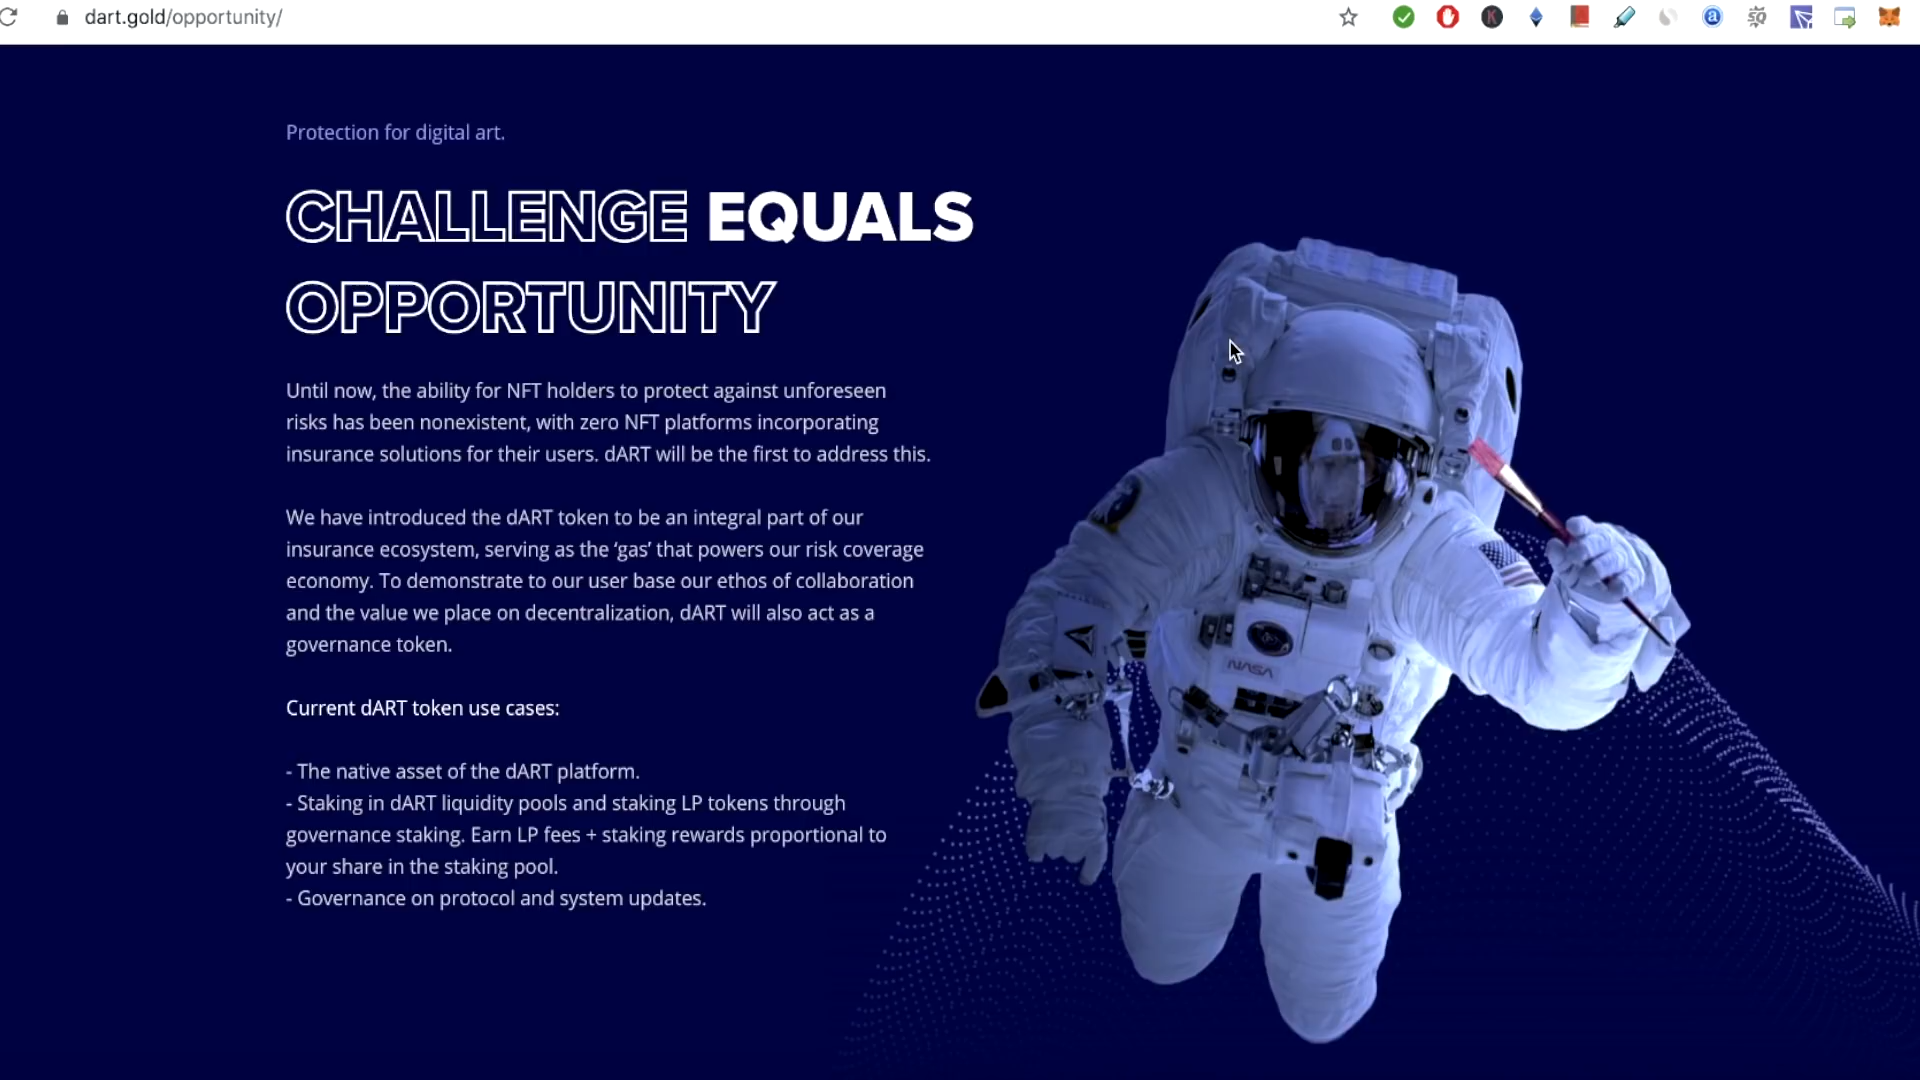 dart.gold/opportunity/
Protection for digital art.
CHALLENGE EQUALS
OPPORTUNITY
Until now, the ability for NFT holders to protect against unforeseen
risks has been nonexistent, with zero NFT platforms incorporating
insurance solutions for their users. dART will be the first to address this.
We have introduced the dART token to be an integral part of our
insurance ecosystem, serving as the ‘gas’ that powers our risk coverage
economy. To demonstrate to our user base our ethos of collaboration
and the value we place on decentralization, dART will also act as a
governance token.
Current dART token use cases:
- The native asset of the dART platform.
- Staking in dART liquidity pools and staking LP tokens through
governance staking. Earn LP fees + staking rewards proportional to
your share in the staking pool.
- Governance on protocol and system updates.
NASA